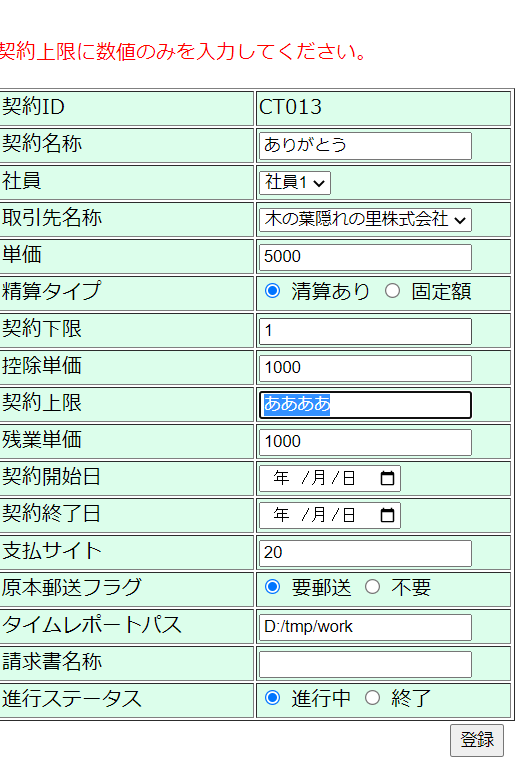 契約上限に数値のみを入力してください。
契約ID CT013
契約名称 ありがとう
社員 社員1
取引先名称 木の葉隠れの里株式会社
単価 5000
精算タイプ 清算あり 固定額
契約下限 1
控除単価 1000
契約上限 ああああ
残業単価 1000
契約開始日 年 /月/日
契約終了日 年 /月/日
支払サイト 20
原本郵送フラグ 要郵送 不要
タイムレポートパス D:/tmp/work
請求書名称
進行ステータス 進行中 終了
登録